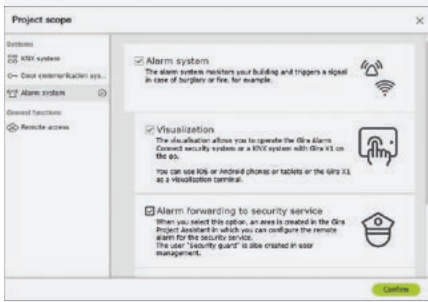 Project scope
Systems
KNX system
Door communication sys...
Alarm system
General functions
Remote access
Alarm system
The alarm system monitors your building and triggers a signal
in case of burglary or fire, for example.
Visualization
The visualisation allows you to operate the Gira Alarm
Connect security system or a KNX system with Gira X1 on
the go.
You can use iOS or Android phones or tablets or the Gira X1
as a visualisation terminal.
Alarm forwarding to security service
When you select this option, an area is created in the Gira
Project Assistant in which you can configure the remote
alarm for the security service.
The user "Security guard" is also created in user
management.
Confirm